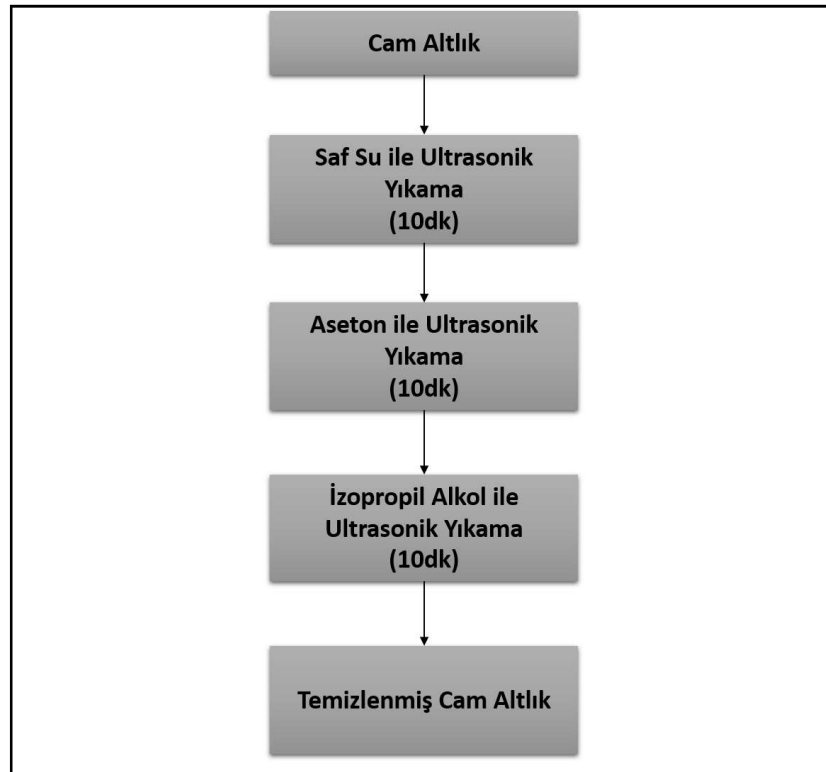 Cam Altlık
Saf Su ile Ultrasonik
Yıkama
(10dk)
Aseton ile Ultrasonik
Yıkama
(10dk)
İzopropil Alkol ile
Ultrasonik Yıkama
(10dk)
Temizlenmiş Cam Altlık